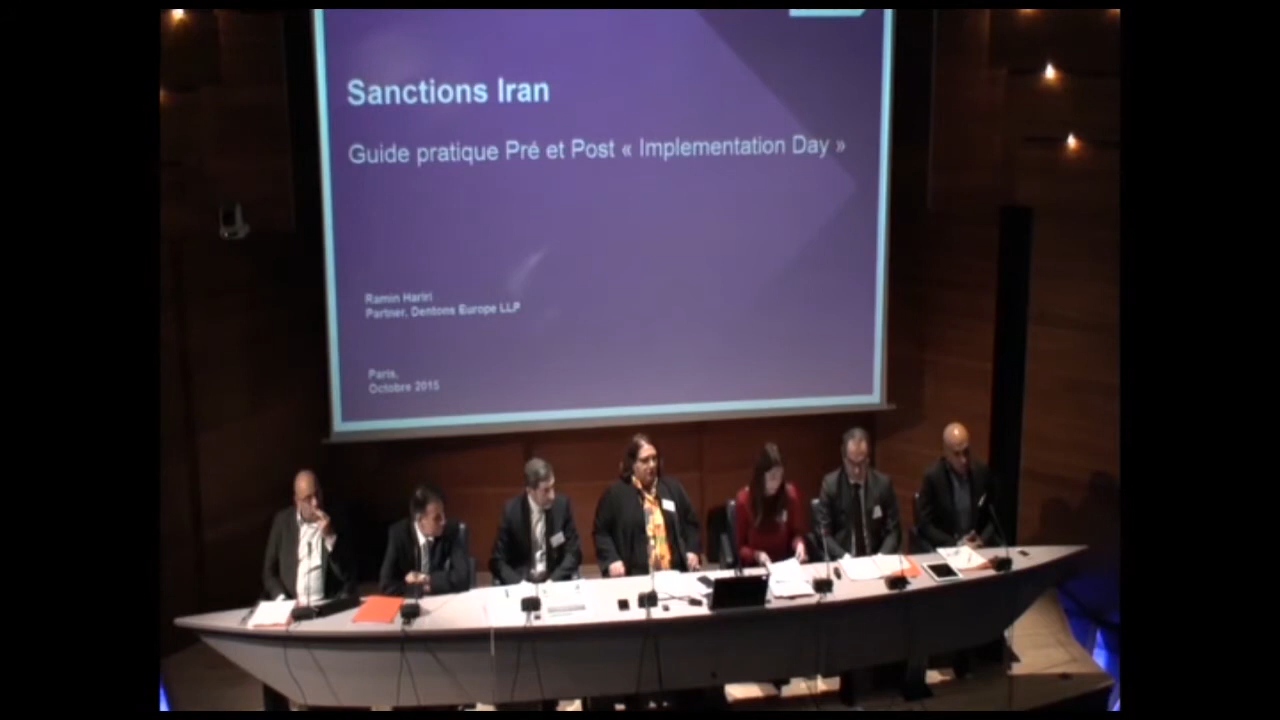 Sanctions Iran
Guide pratique Pré et Post « Implementation Day »
Ramin Hariri
Partner, Dentons Europe LLP
Paris,
Octobre 2015